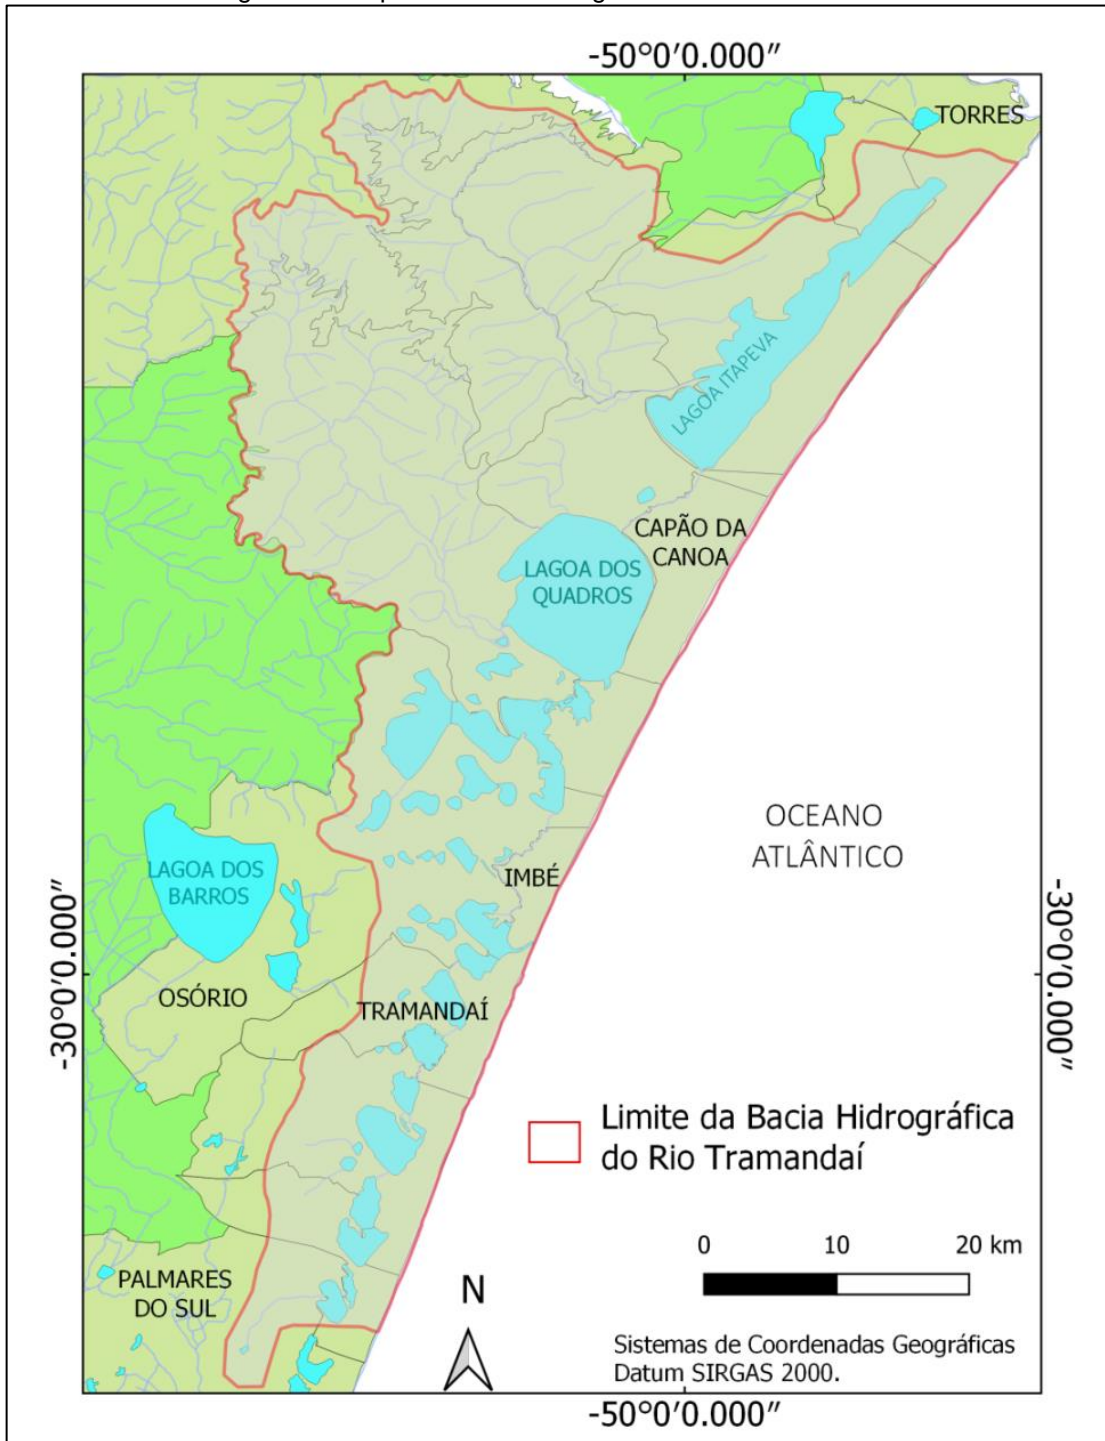 -50°0′0.000″
TORRES
LAGOA ITAPEVA
CAPÃO DA
CANOA
LAGOA DOS
QUADROS
OCEANO
ATLÂNTICO
LAGOA DOS
BARROS
IMBÉ
-30°0′0.000″
-30°0′0.000″
OSÓRIO
TRAMANDAÍ
Limite da Bacia Hidrográfica
do Rio Tramandaí
0 10 20 km
PALMARES
DO SUL
N
Sistemas de Coordenadas Geográficas
Datum SIRGAS 2000.
-50°0′0.000″